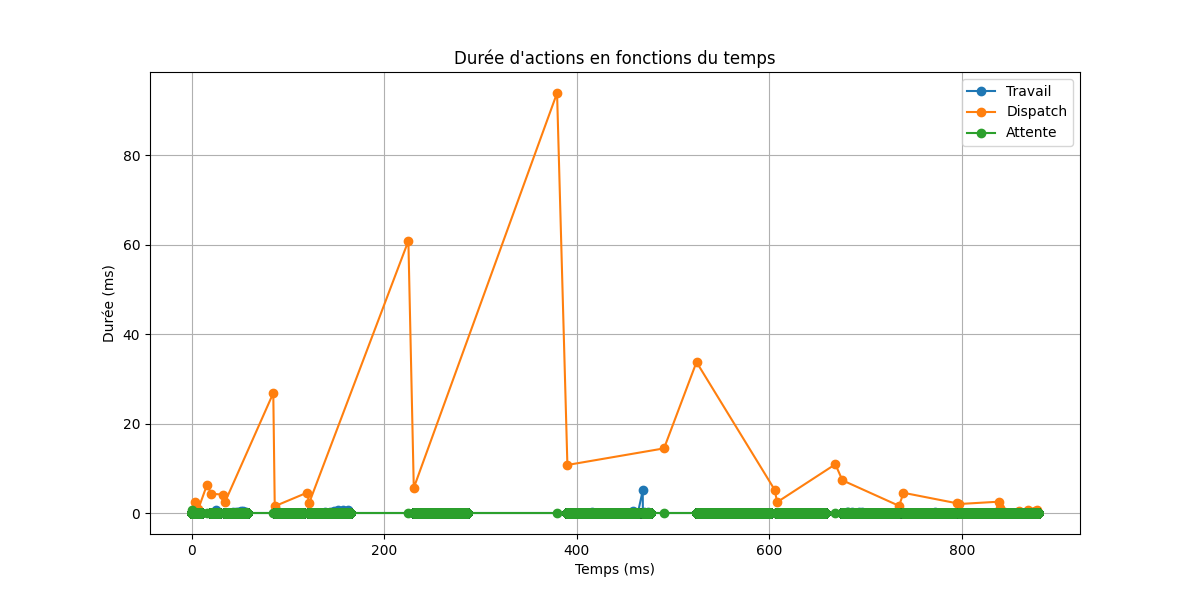 Durée d'actions en fonctions du temps
Travail
Dispatch
Attente
Durée (ms)
80
60
40
20
0
0
200
400
600
800
Temps (ms)